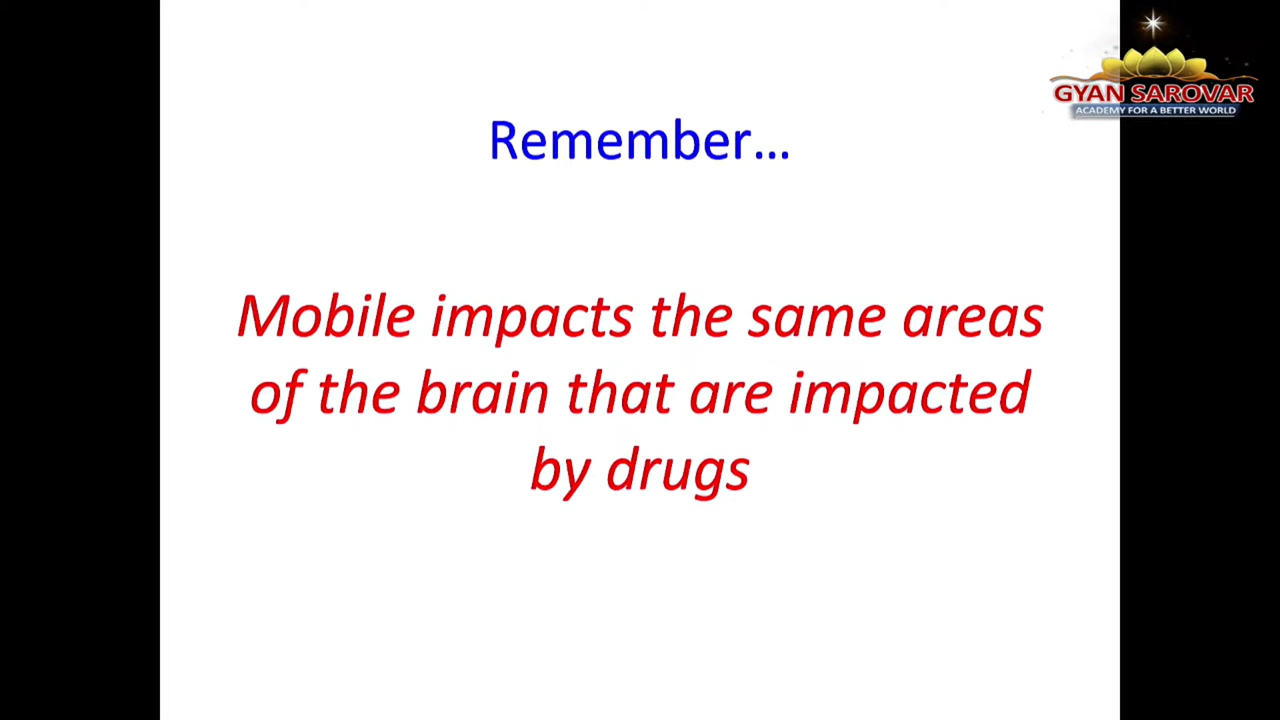 GYAN SAROVAR
ACADEMY FOR A BETTER WORLD
Remember...
Mobile impacts the same areas
of the brain that are impacted
by drugs